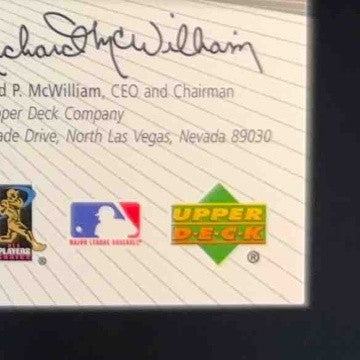 Richard McWilliam
d P. McWilliam, CEO and Chairman
per Deck Company
ade Drive, North Las Vegas, Nevada 89030
PLAYERS
MAJOR LEAGUE BASEBALL
UPPER
DECK
®
®